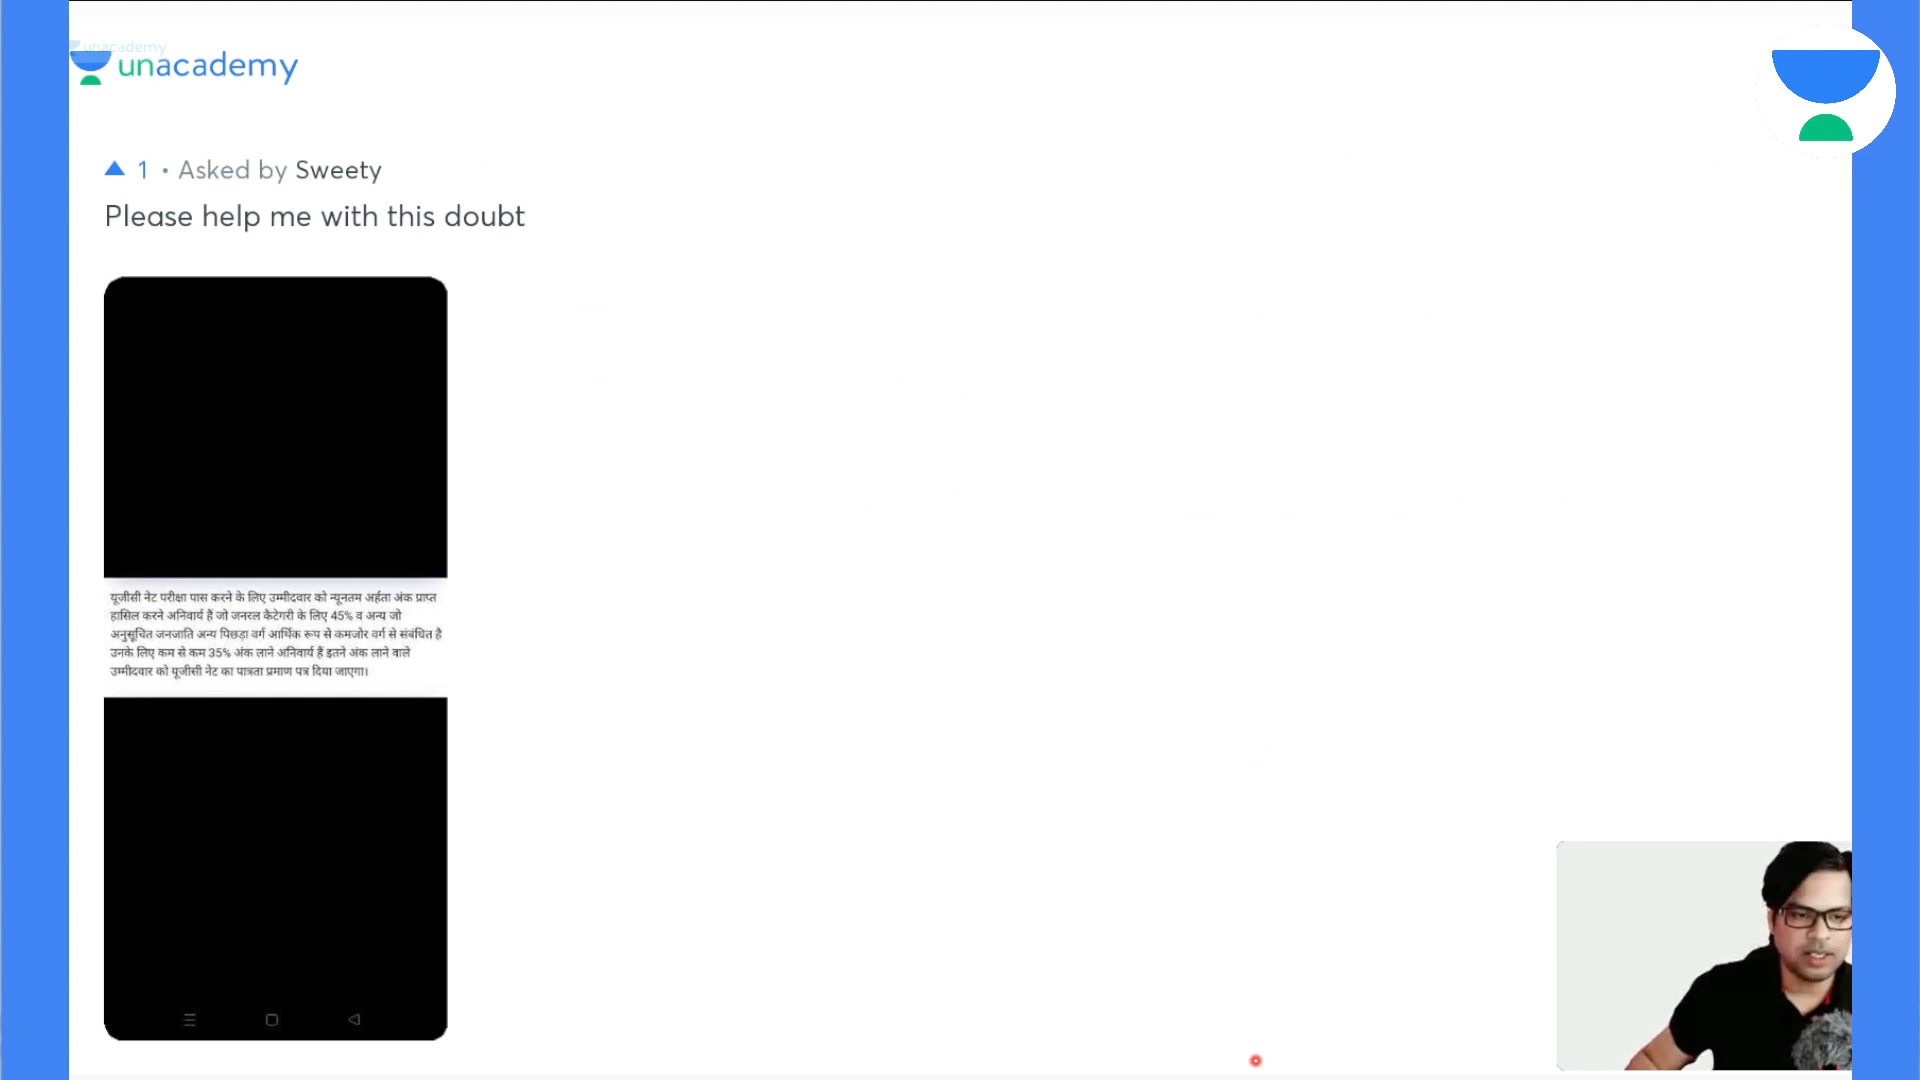 unacademy
unacademy
1 • Asked by Sweety
Please help me with this doubt
यूजीसी नेट परीक्षा पास करने के लिए उम्मीदवार को न्यूनतम अर्हता अंक प्राप्त
हासिल करने अनिवार्य हैं जो जनरल कैटेगरी के लिए 45% व अन्य जो
अनुसूचित जनजाति अन्य पिछड़ा वर्ग आर्थिक रूप से कमजोर वर्ग से संबंधित है
उनके लिए कम से कम 35% अंक लाने अनिवार्य हैं इतने अंक लाने वाले
उम्मीदवार को यूजीसी नेट का पात्रता प्रमाण पत्र दिया जाएगा।